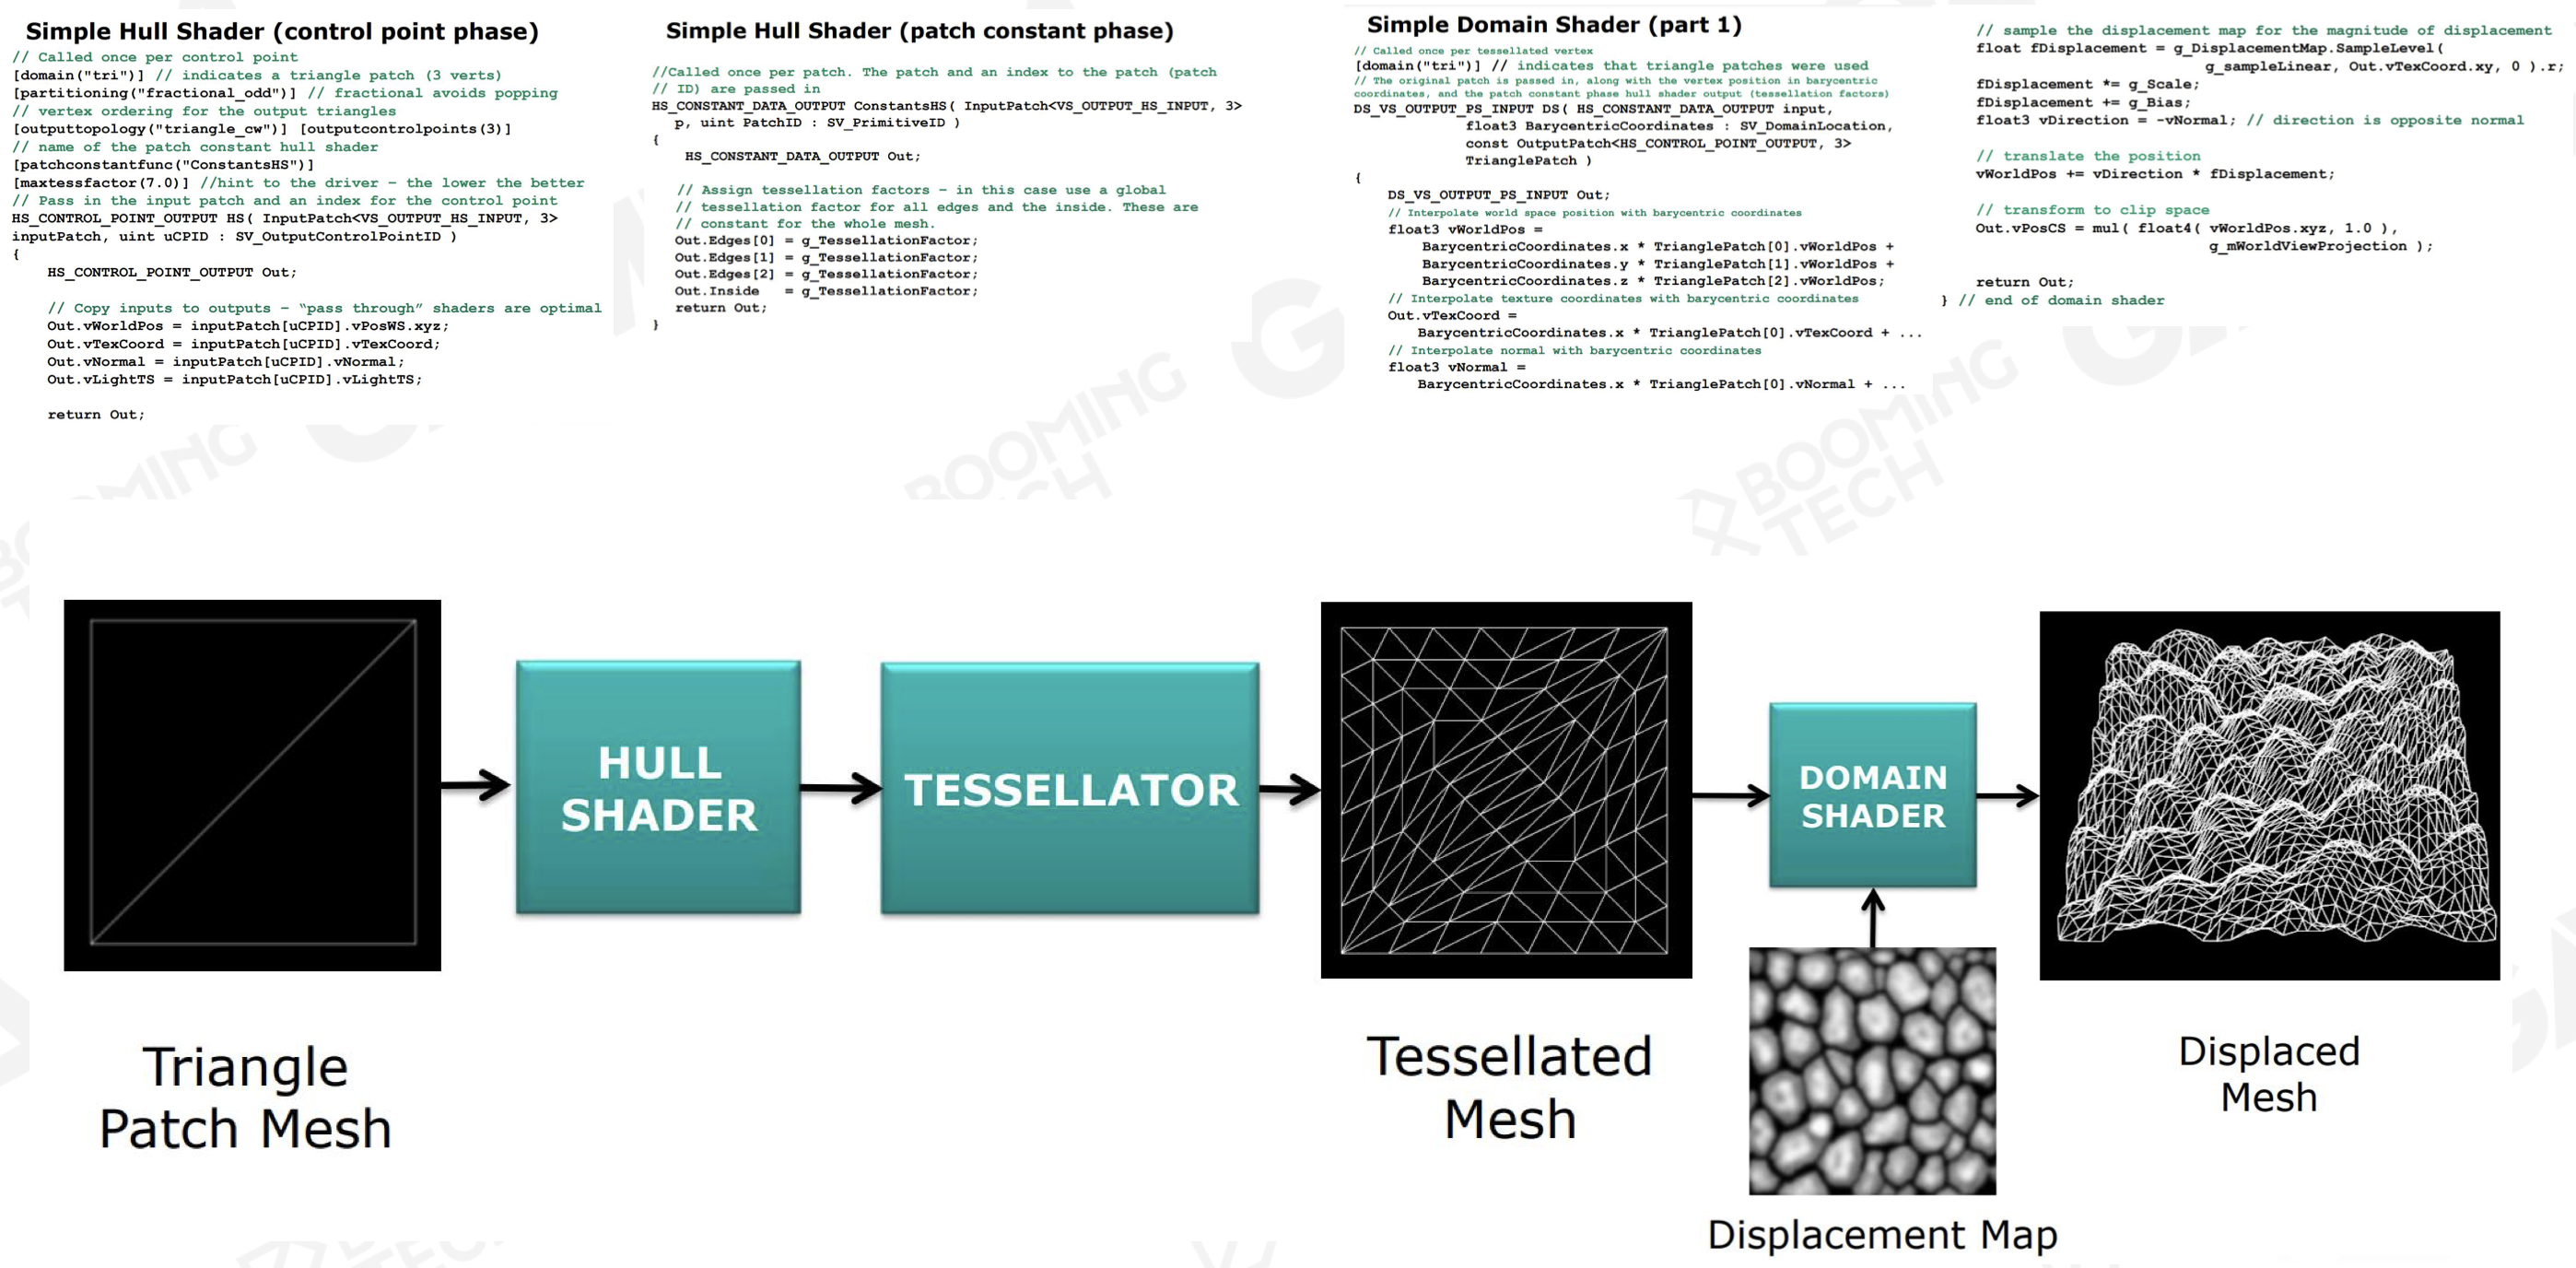 Simple Hull Shader (control point phase)
// Called once per control point
[domain("tri")] // indicates a triangle patch (3 verts)
[partitioning("fractional_odd")] // fractional avoids popping
// vertex ordering for the output triangles
[outputtopology("triangle_cw")] [outputcontrolpoints(3)]
// name of the patch constant hull shader
[patchconstantfunc("ConstantsHS")]
[maxtessfactor(7.0)] //hint to the driver – the lower the better
// Pass in the input patch and an index for the control point
HS_CONTROL_POINT_OUTPUT HS( InputPatch<VS_OUTPUT_HS_INPUT, 3>
inputPatch, uint uCPID : SV_OutputControlPointID )
{
HS_CONTROL_POINT_OUTPUT Out;
// Copy inputs to outputs – “pass through” shaders are optimal
Out.vWorldPos = inputPatch[uCPID].vPosWS.xyz;
Out.vTexCoord = inputPatch[uCPID].vTexCoord;
Out.vNormal = inputPatch[uCPID].vNormal;
Out.vLightTS = inputPatch[uCPID].vLightTS;
return Out;
Simple Hull Shader (patch constant phase)
//Called once per patch. The patch and an index to the patch (patch
// ID) are passed in
HS_CONSTANT_DATA_OUTPUT ConstantsHS( InputPatch<VS_OUTPUT_HS_INPUT, 3>
p, uint PatchID : SV_PrimitiveID )
{
HS_CONSTANT_DATA_OUTPUT Out;
// Assign tessellation factors – in this case use a global
// tessellation factor for all edges and the inside. These are
// constant for the whole mesh.
Out.Edges[0] = g_TessellationFactor;
Out.Edges[1] = g_TessellationFactor;
Out.Edges[2] = g_TessellationFactor;
Out.Inside = g_TessellationFactor;
return Out;
}
Simple Domain Shader (part 1)
// Called once per tessellated vertex
[domain("tri")] // indicates that triangle patches were used
// The original patch is passed in, along with the vertex position in barycentric
coordinates, and the patch constant phase hull shader output (tessellation factors)
DS_VS_OUTPUT_PS_INPUT DS( HS_CONSTANT_DATA_OUTPUT input,
float3 BarycentricCoordinates : SV_DomainLocation,
const OutputPatch<HS_CONTROL_POINT_OUTPUT, 3>
TrianglePatch )
{
DS_VS_OUTPUT_PS_INPUT Out;
// Interpolate world space position with barycentric coordinates
float3 vWorldPos =
BarycentricCoordinates.x * TrianglePatch[0].vWorldPos +
BarycentricCoordinates.y * TrianglePatch[1].vWorldPos +
BarycentricCoordinates.z * TrianglePatch[2].vWorldPos;
// Interpolate texture coordinates with barycentric coordinates
Out.vTexCoord =
BarycentricCoordinates.x * TrianglePatch[0].vTexCoord + ...
// Interpolate normal with barycentric coordinates
float3 vNormal =
BarycentricCoordinates.x * TrianglePatch[0].vNormal + ...
// sample the displacement map for the magnitude of displacement
float fDisplacement = g_DisplacementMap.SampleLevel(
g_sampleLinear, Out.vTexCoord.xy, 0 ).r;
fDisplacement *= g_Scale;
fDisplacement += g_Bias;
float3 vDirection = -vNormal; // direction is opposite normal
// translate the position
vWorldPos += vDirection * fDisplacement;
// transform to clip space
Out.vPosCS = mul( float4( vWorldPos.xyz, 1.0 ),
g_mWorldViewProjection );
return Out;
} // end of domain shader
BOOMING
TECH
BOOMING
TECH
HULL
SHADER
TESSELLATOR
DOMAIN
SHADER
Triangle
Patch Mesh
Tessellated
Mesh
Displacement Map
Displaced
Mesh